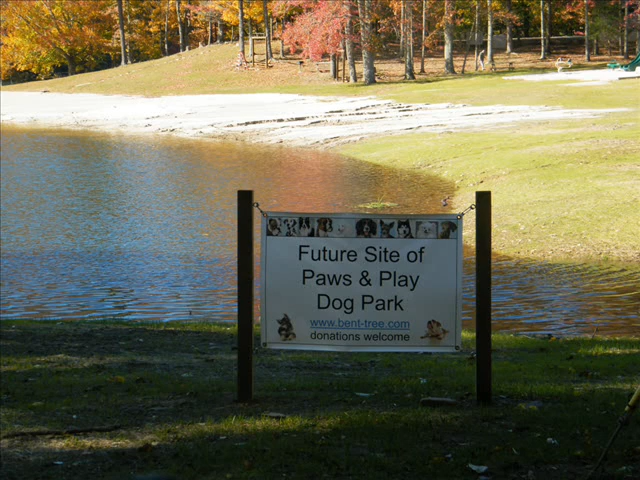 Future Site of
Paws & Play
Dog Park
www.bent-tree.com
donations welcome